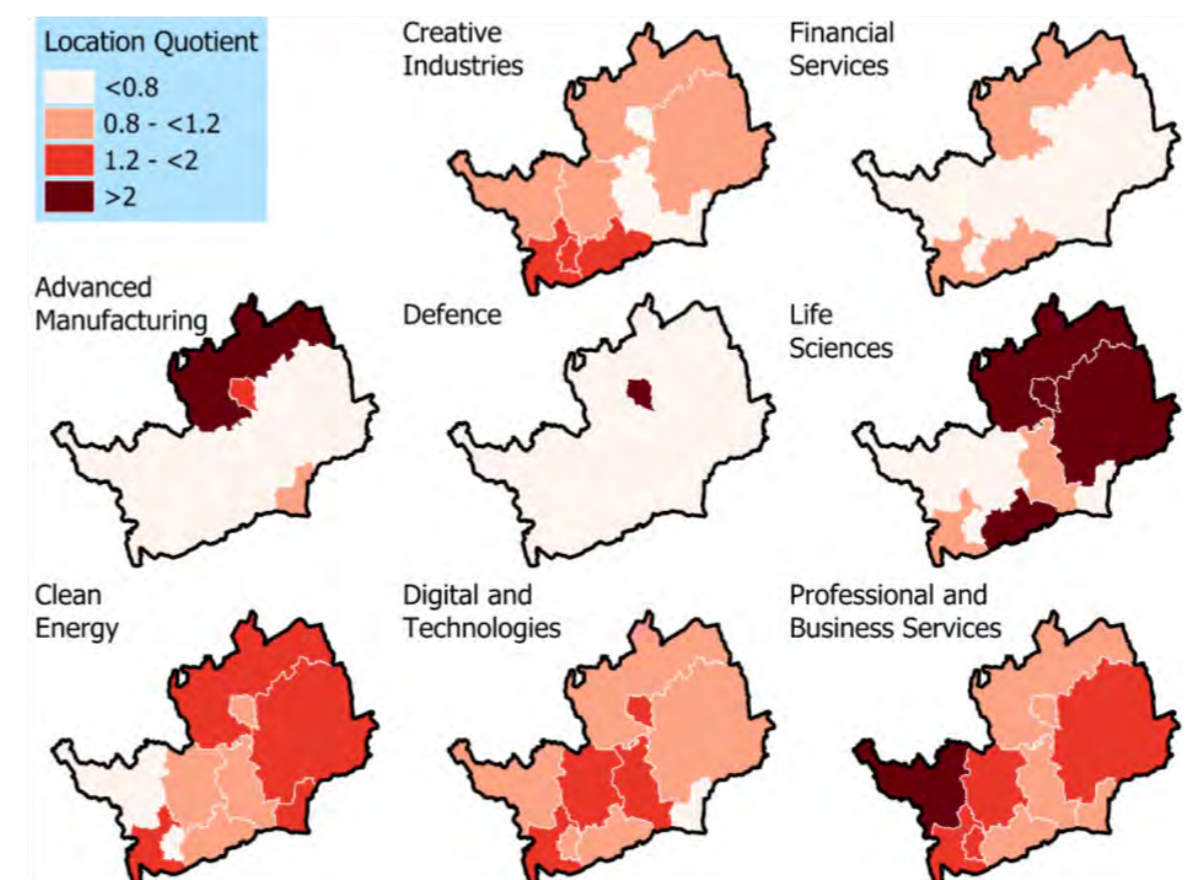 Location Quotient
<0.8
0.8 - <1.2
1.2 - <2
>2
Creative
Industries
Financial
Services
Advanced
Manufacturing
Defence
Life
Sciences
Clean
Energy
Digital and
Technologies
Professional and
Business Services